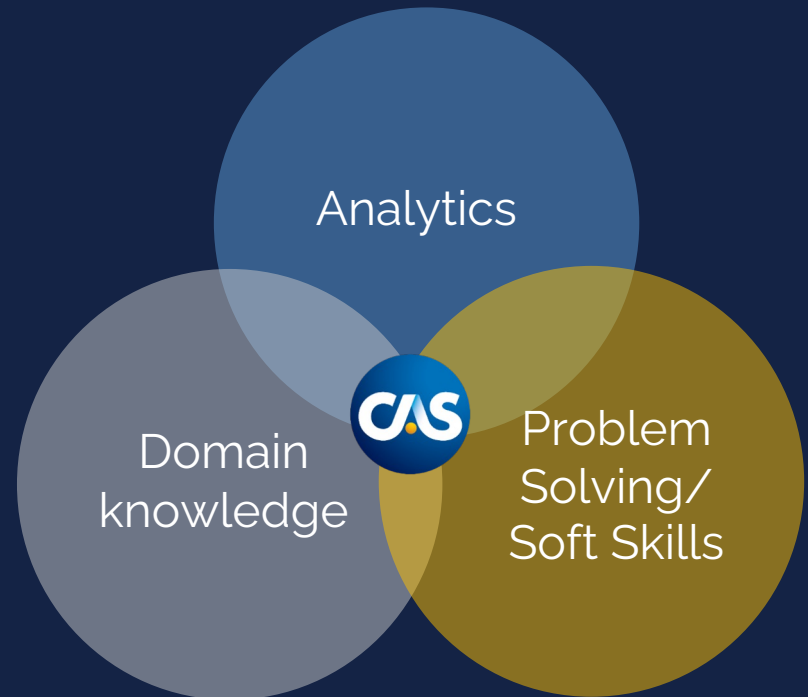 Analytics
CAS
Domain
knowledge
Problem
Solving/
Soft Skills